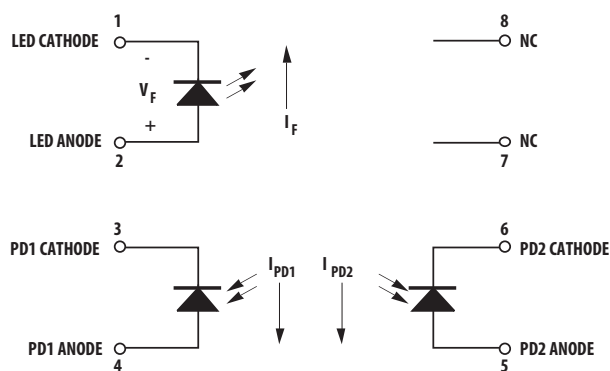 1
LED CATHODE
-
V F
+
LED ANODE
2
I F
8
NC
NC
7
3
PD1 CATHODE
I PD1
PD1 ANODE
4
I PD2
6
PD2 CATHODE
PD2 ANODE
5